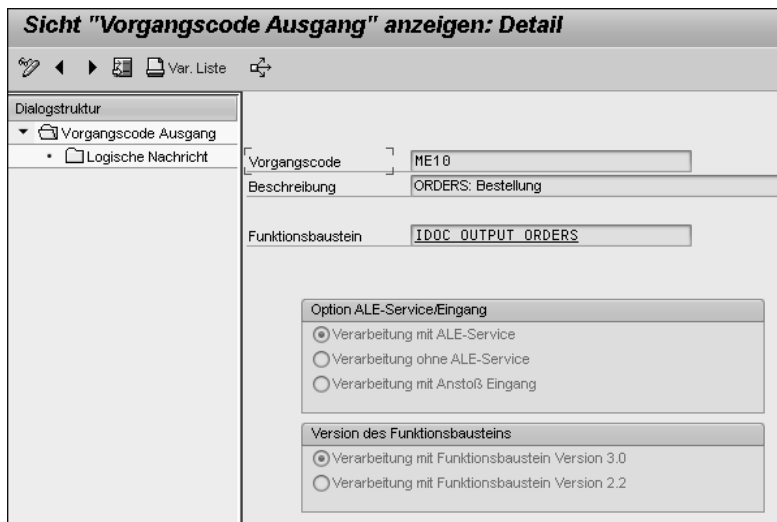 Sicht "Vorgangscode Ausgang" anzeigen: Detail
Var. Liste
Dialogstruktur
Vorgangscode Ausgang
Logische Nachricht
Vorgangscode ME10
Beschreibung ORDERS: Bestellung
Funktionsbaustein IDOC_OUTPUT_ORDERS
Option ALE-Service/Eingang
Verarbeitung mit ALE-Service
Verarbeitung ohne ALE-Service
Verarbeitung mit Anstoß Eingang
Version des Funktionsbausteins
Verarbeitung mit Funktionsbaustein Version 3.0
Verarbeitung mit Funktionsbaustein Version 2.2